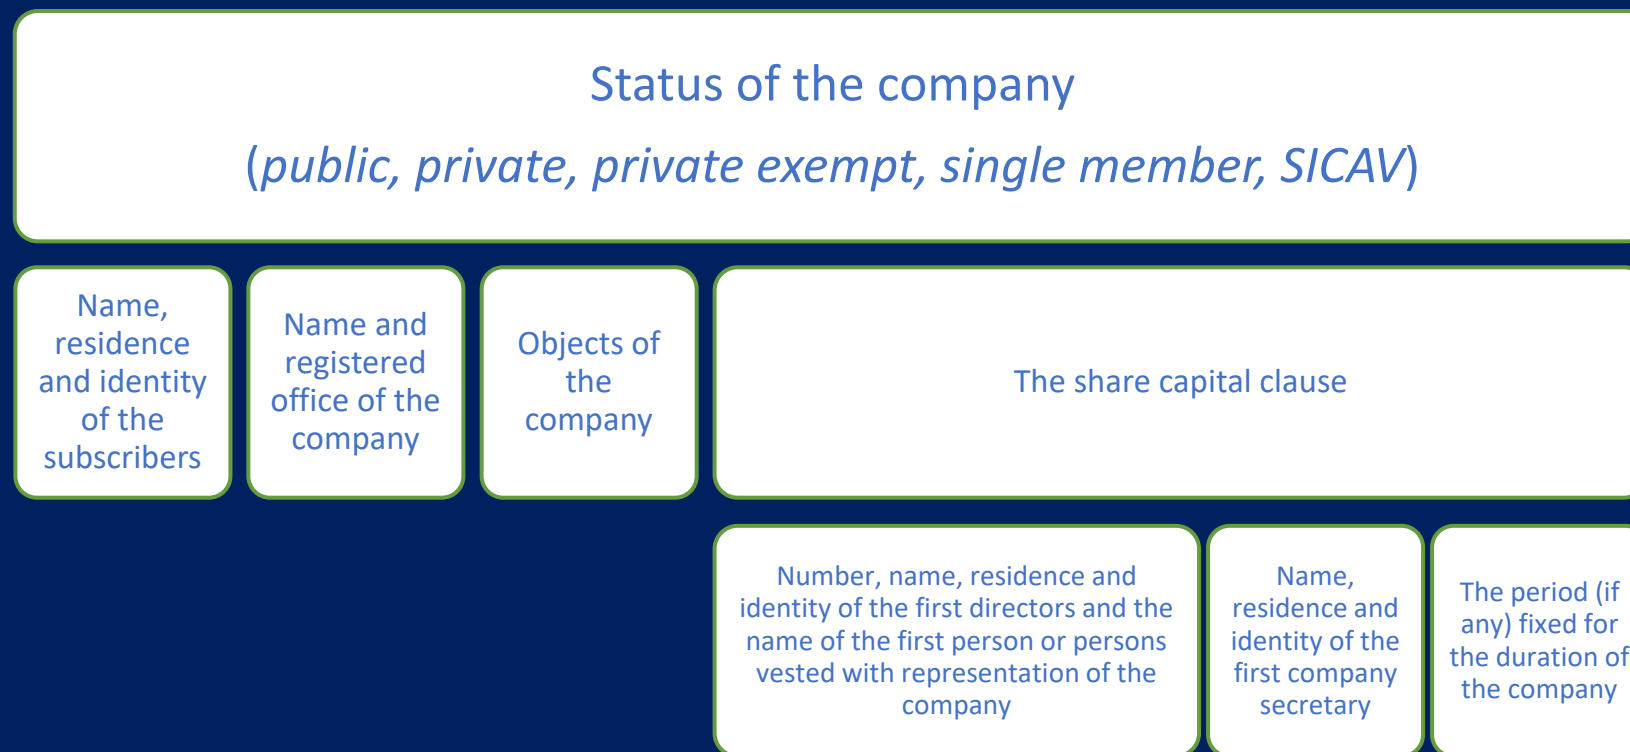 Status of the company
(public, private, private exempt, single member, SICAV)
Name,
residence
and identity
of the
subscribers
Name and
registered
office of the
company
Objects of
the
company
The share capital clause
Number, name, residence and
identity of the first directors and the
name of the first person or persons
vested with representation of the
company
Name,
residence and
identity of the
first company
secretary
The period (if
any) fixed for
the duration of
the company